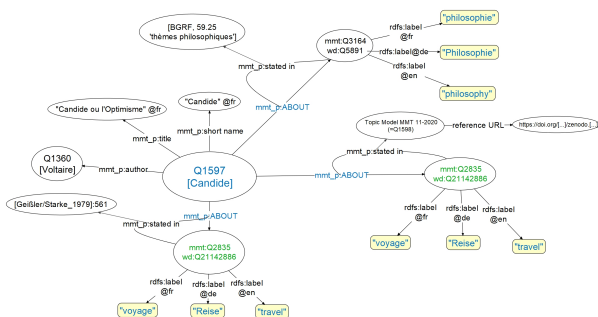 [BGRF, 59.25
'thèmes philosophiques']
mmt_p:stated in
mmt:Q3164
wd:Q5891
rdfs:label
@fr
"philosophie"
rdfs:label@de
"Philosophie"
rdfs:label
@en
"philosophy"
"Candide ou l'Optimisme" @fr
"Candide" @fr
mmt_p:ABOUT
mmt_p:title
mmt_p:short name
Topic Model MMT 11-2020
(=Q1598)
reference URL
https://doi.org/[...]/zenodo.[..
Q1360
[Voltaire]
mmt_p:author
Q1597
[Candide]
mmt_p:stated in
mmt_p:ABOUT
mmt:Q2835
wd:Q21142886
[Geißler/Starke_1979]:561
mmt_p:stated in
mmt_p:ABOUT
rdfs:label
@fr
rdfs:label
@de
rdfs:label
@en
"voyage"
"Reise"
"travel"
mmt:Q2835
wd:Q21142886
rdfs:label
@fr
rdfs:label
@de
rdfs:label
@en
"voyage"
"Reise"
"travel"